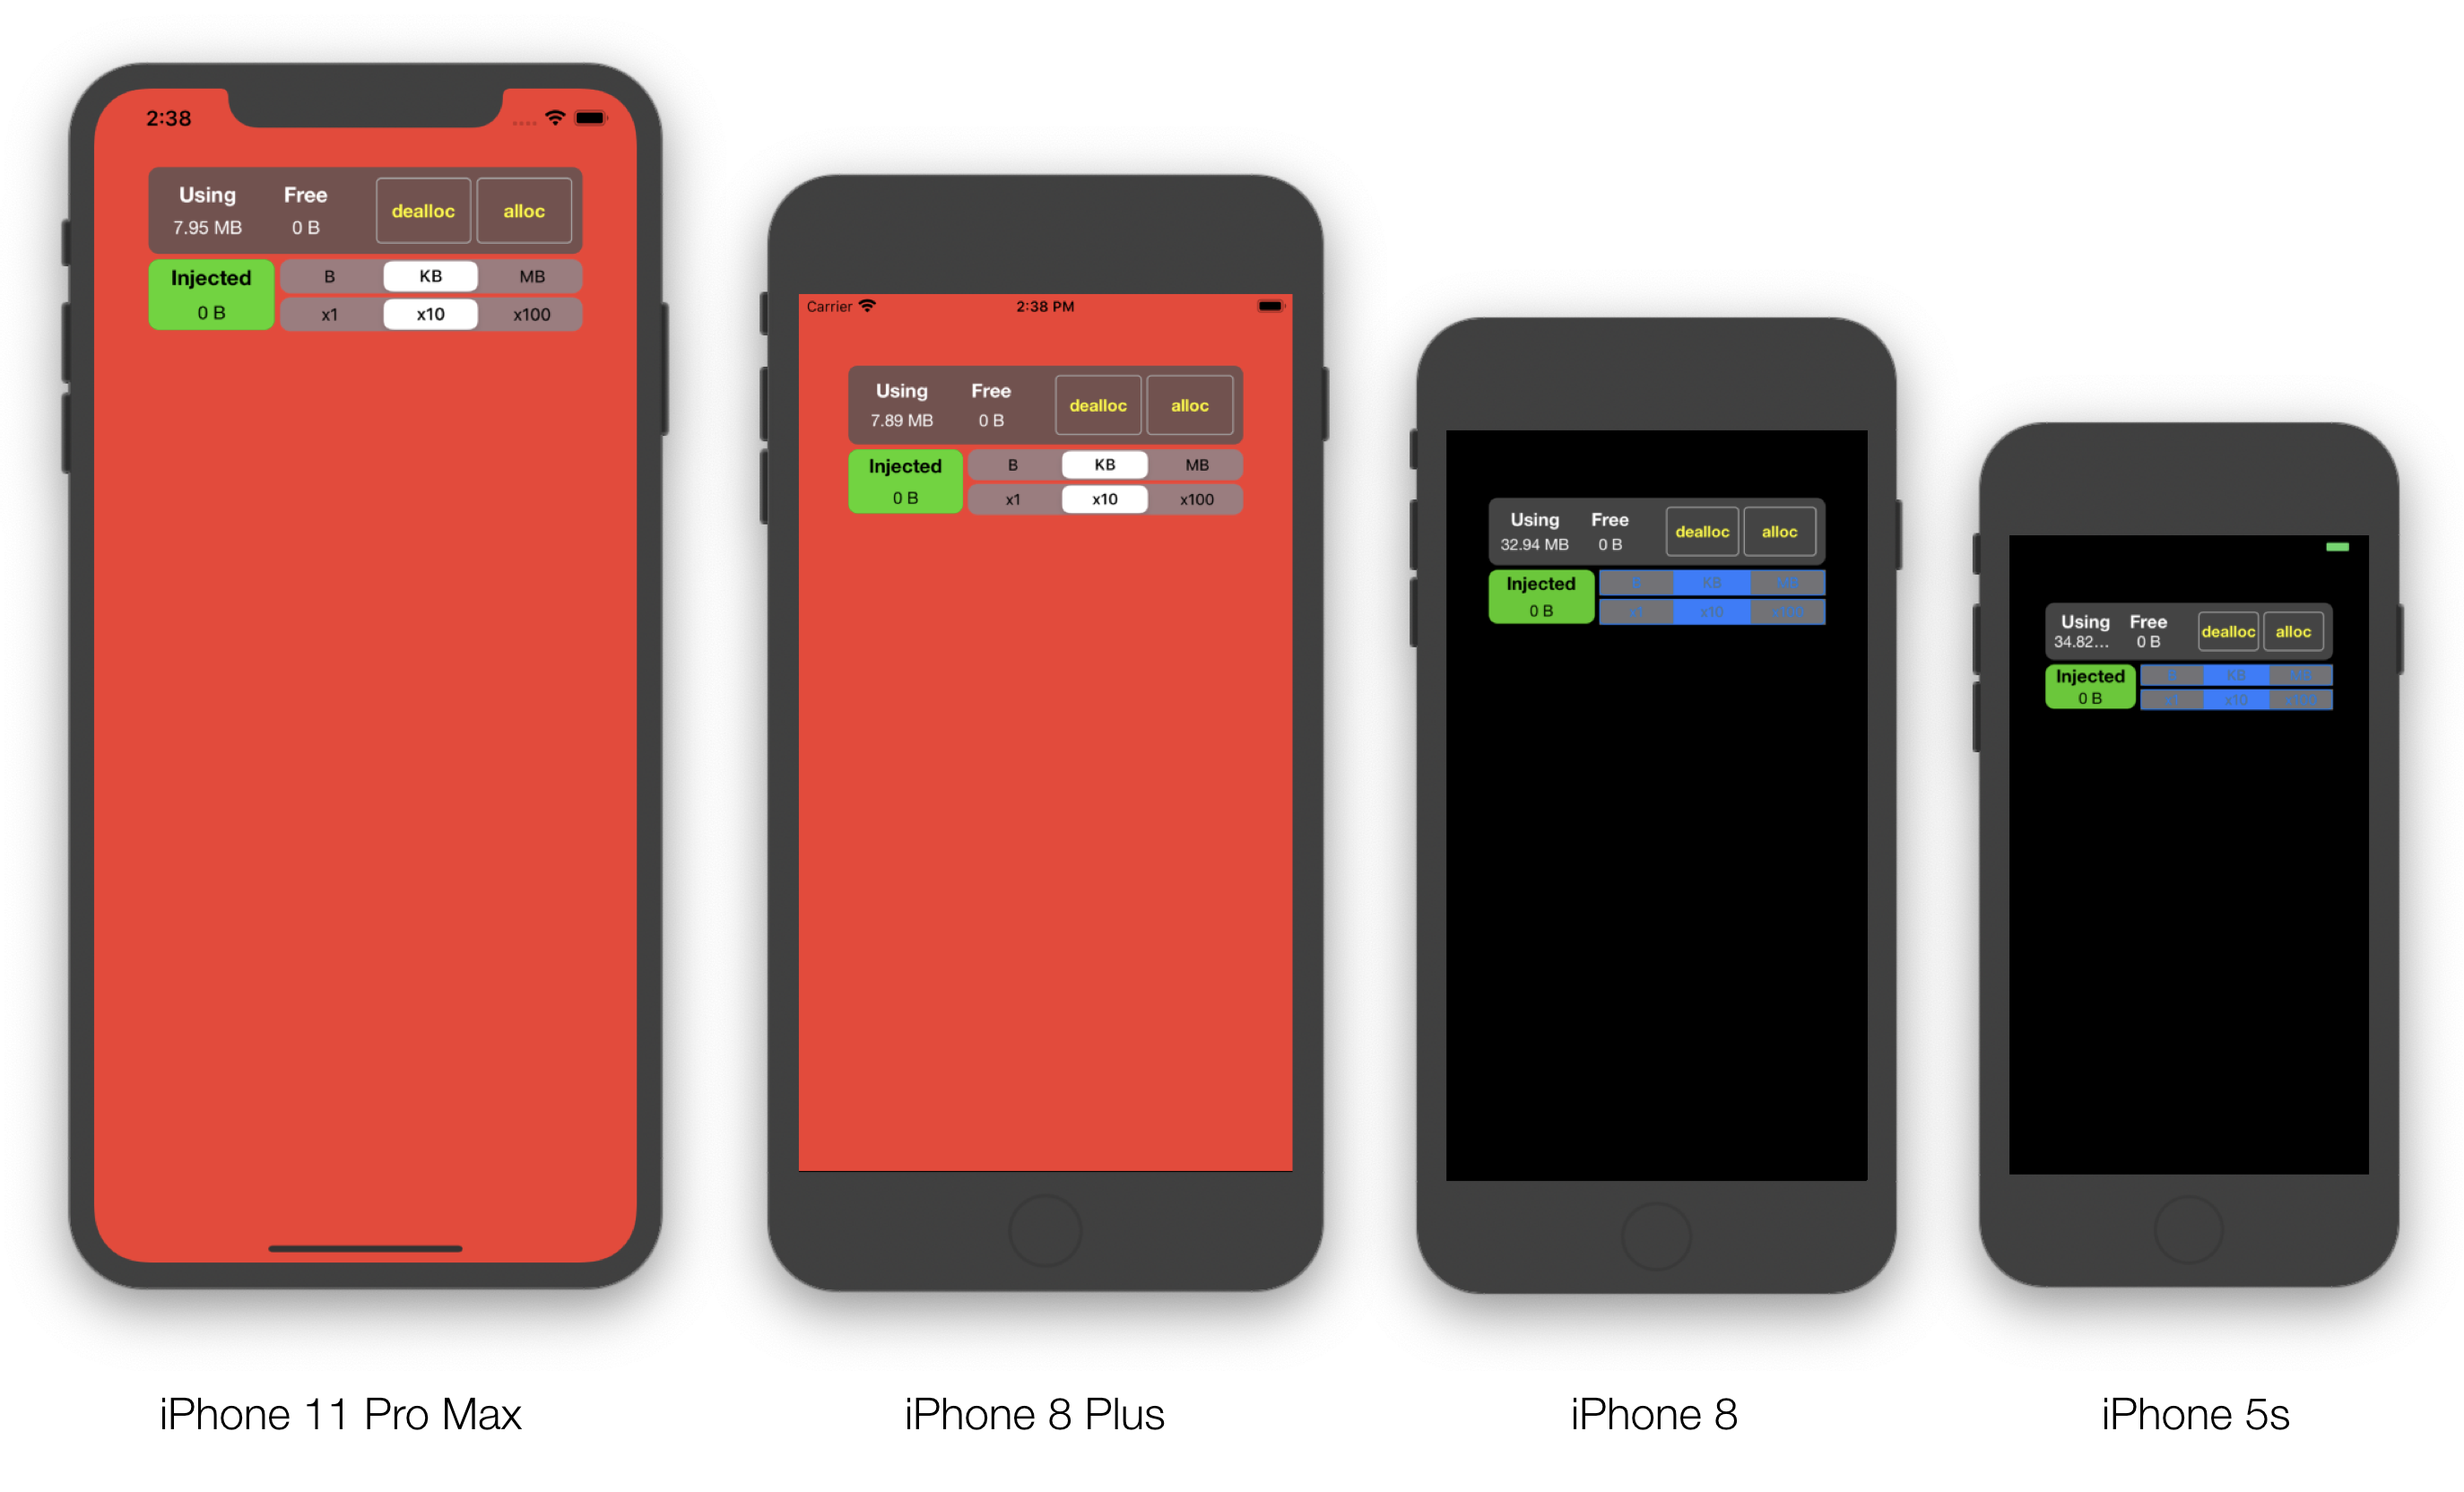 2:38
Using Free dealloc alloc
7.95 MB 0 B
Injected B KB MB
0 B x1 x10 x100
Carrier 2:38 PM
Using Free dealloc alloc
7.89 MB 0 B
Injected B KB MB
0 B x1 x10 x100
Using Free dealloc alloc
32.94 MB 0 B
Injected B KB MB
0 B x1 x10 x100
Using Free dealloc alloc
34.82... 0 B
Injected B KB MB
0 B x1 x10 x100
iPhone 11 Pro Max
iPhone 8 Plus
iPhone 8
iPhone 5s